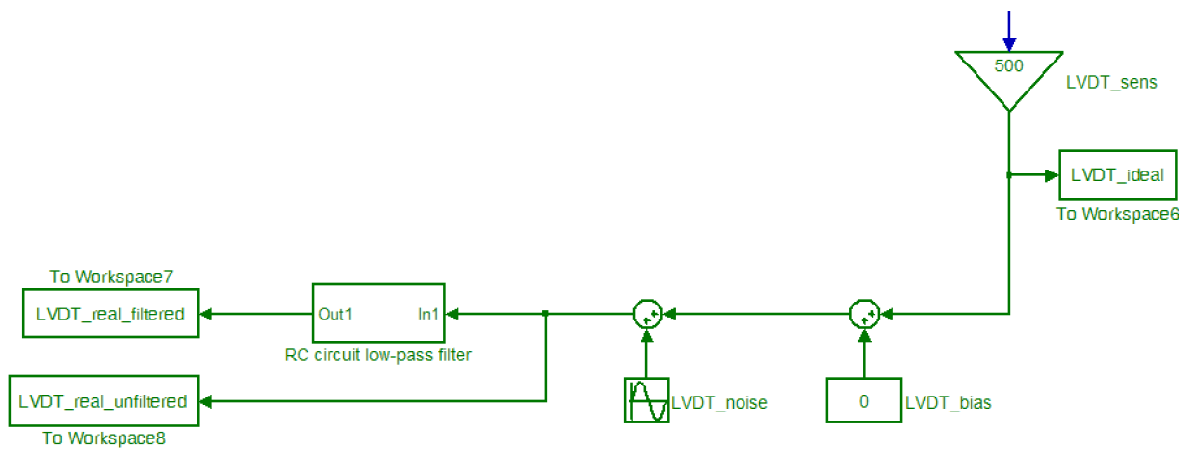 500
LVDT_sens
LVDT_ideal
To Workspace6
To Workspace7
LVDT_real_filtered
Out1
In1
RC circuit low-pass filter
LVDT_real_unfiltered
To Workspace8
LVDT_noise
0
LVDT_bias